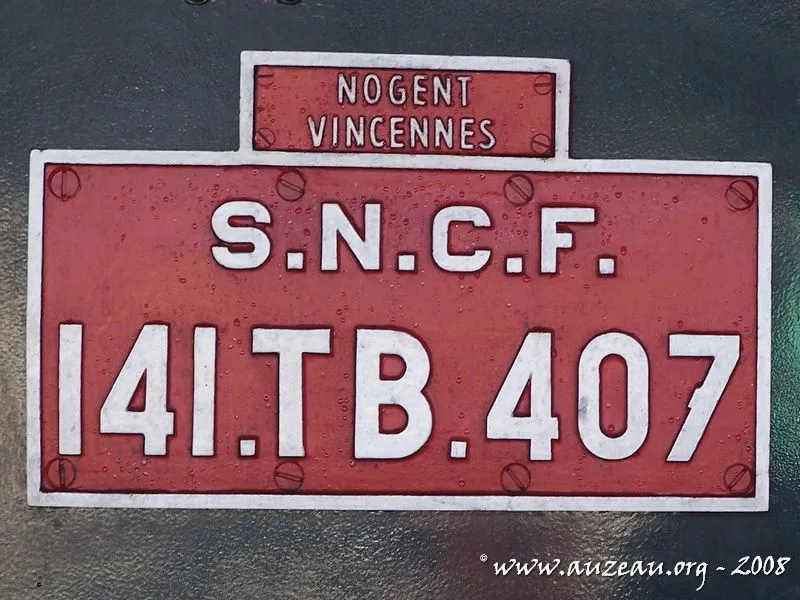 NOGENT
VINCENNES
S.N.C.F.
141.TB.407
© www.auzeau.org - 2008